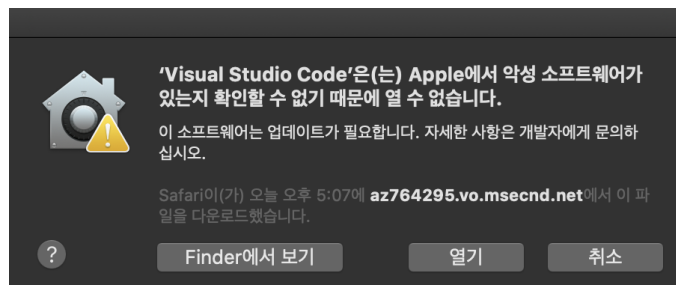 ‘Visual Studio Code’은(는) Apple에서 악성 소프트웨어가
있는지 확인할 수 없기 때문에 열 수 없습니다.
이 소프트웨어는 업데이트가 필요합니다. 자세한 사항은 개발자에게 문의하
십시오.
Safari이(가) 오늘 오후 5:07에 az764295.vo.msecnd.net에서 이 파
일을 다운로드했습니다.
? Finder에서 보기 열기 취소